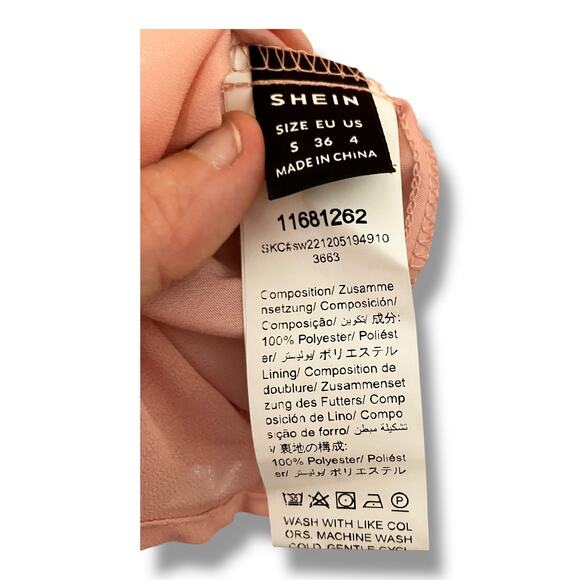 SHEIN
SIZE EU US
S 36 4
MADE IN CHINA
11681262
SKC#sw221205194910
3663
Composition/ Zusamme
nsetzung/ Composición/
Composição/ تكوين/ 成分:
100% Polyester/ Poliést
er/ بوليستر/ ポリエステル
Lining/ Composition de
doublure/ Zusammenset
zung des Futters/ Comp
osición de Lino/ Compo
sição de forro/ تشكيلة مبطن
/ 裏地の構成:
100% Polyester/ Poliést
er/ بوليستر/ ポリエステル
WASH WITH LIKE COL
ORS. MACHINE WASH
COLD. GENTLE CYCL